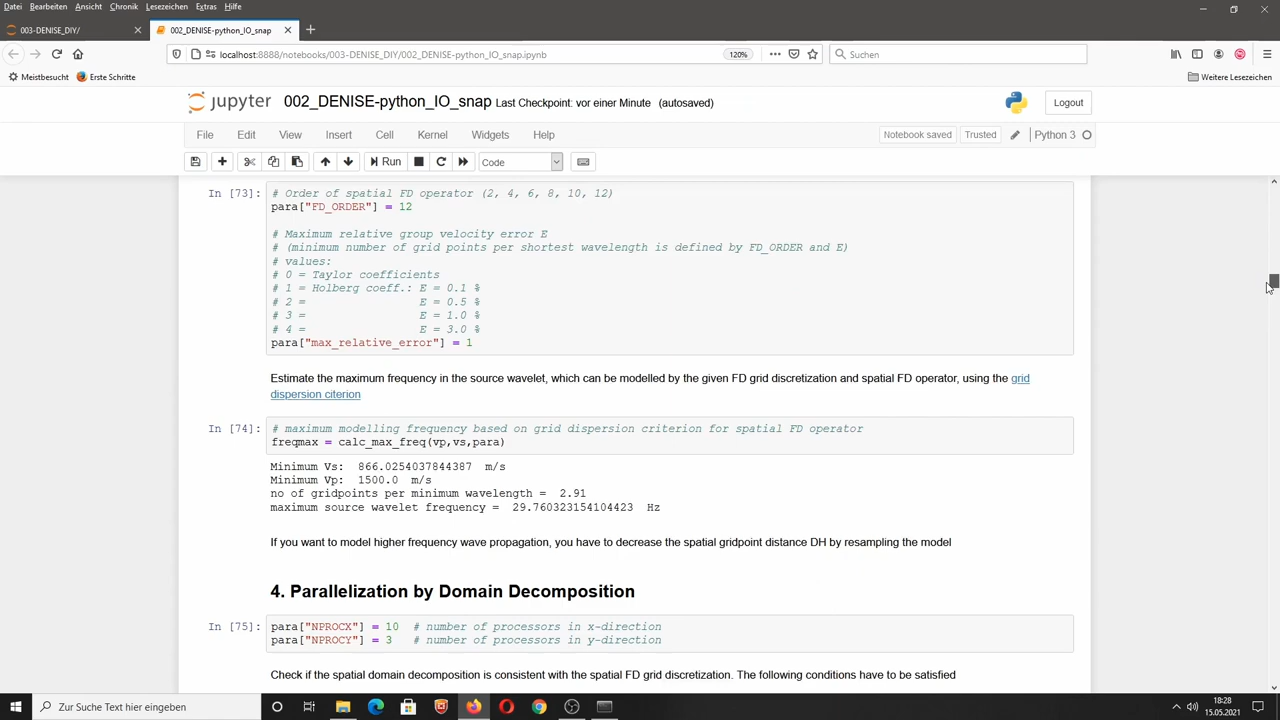 Datei Bearbeiten Ansicht Chronik Lesezeichen Extras Hilfe
003-DENISE_DIY/
002_DENISE-python_IO_snap
localhost:8888/notebooks/003-DENISE_DIY/002_DENISE-python_IO_snap.ipynb
120%
Suchen
Meistbesucht
Erste Schritte
Weitere Lesezeichen
jupyter
002_DENISE-python_IO_snap Last Checkpoint: vor einer Minute (autosaved)
Logout
File Edit View Insert Cell Kernel Widgets Help
Notebook saved
Trusted
Python 3
Run
Code
In [73]:
# Order of spatial FD operator (2, 4, 6, 8, 10, 12)
para["FD_ORDER"] = 12
# Maximum relative group velocity error E
# (minimum number of grid points per shortest wavelength is defined by FD_ORDER and E)
# values:
# 0 = Taylor coefficients
# 1 = Holberg coeff.: E = 0.1 %
# 2 = E = 0.5 %
# 3 = E = 1.0 %
# 4 = E = 3.0 %
para["max_relative_error"] = 1
Estimate the maximum frequency in the source wavelet, which can be modelled by the given FD grid discretization and spatial FD operator, using the grid
dispersion citerion
In [74]:
# maximum modelling frequency based on grid dispersion criterion for spatial FD operator
freqmax = calc_max_freq(vp,vs,para)
Minimum Vs: 866.0254037844387 m/s
Minimum Vp: 1500.0 m/s
no of gridpoints per minimum wavelength = 2.91
maximum source wavelet frequency = 29.760323154104423 Hz
If you want to model higher frequency wave propagation, you have to decrease the spatial gridpoint distance DH by resampling the model
4. Parallelization by Domain Decomposition
In [75]:
para["NPROCX"] = 10 # number of processors in x-direction
para["NPROCY"] = 3 # number of processors in y-direction
Check if the spatial domain decomposition is consistent with the spatial FD grid discretization. The following conditions have to be satisfied
Zur Suche Text hier eingeben
18:28
15.05.2021